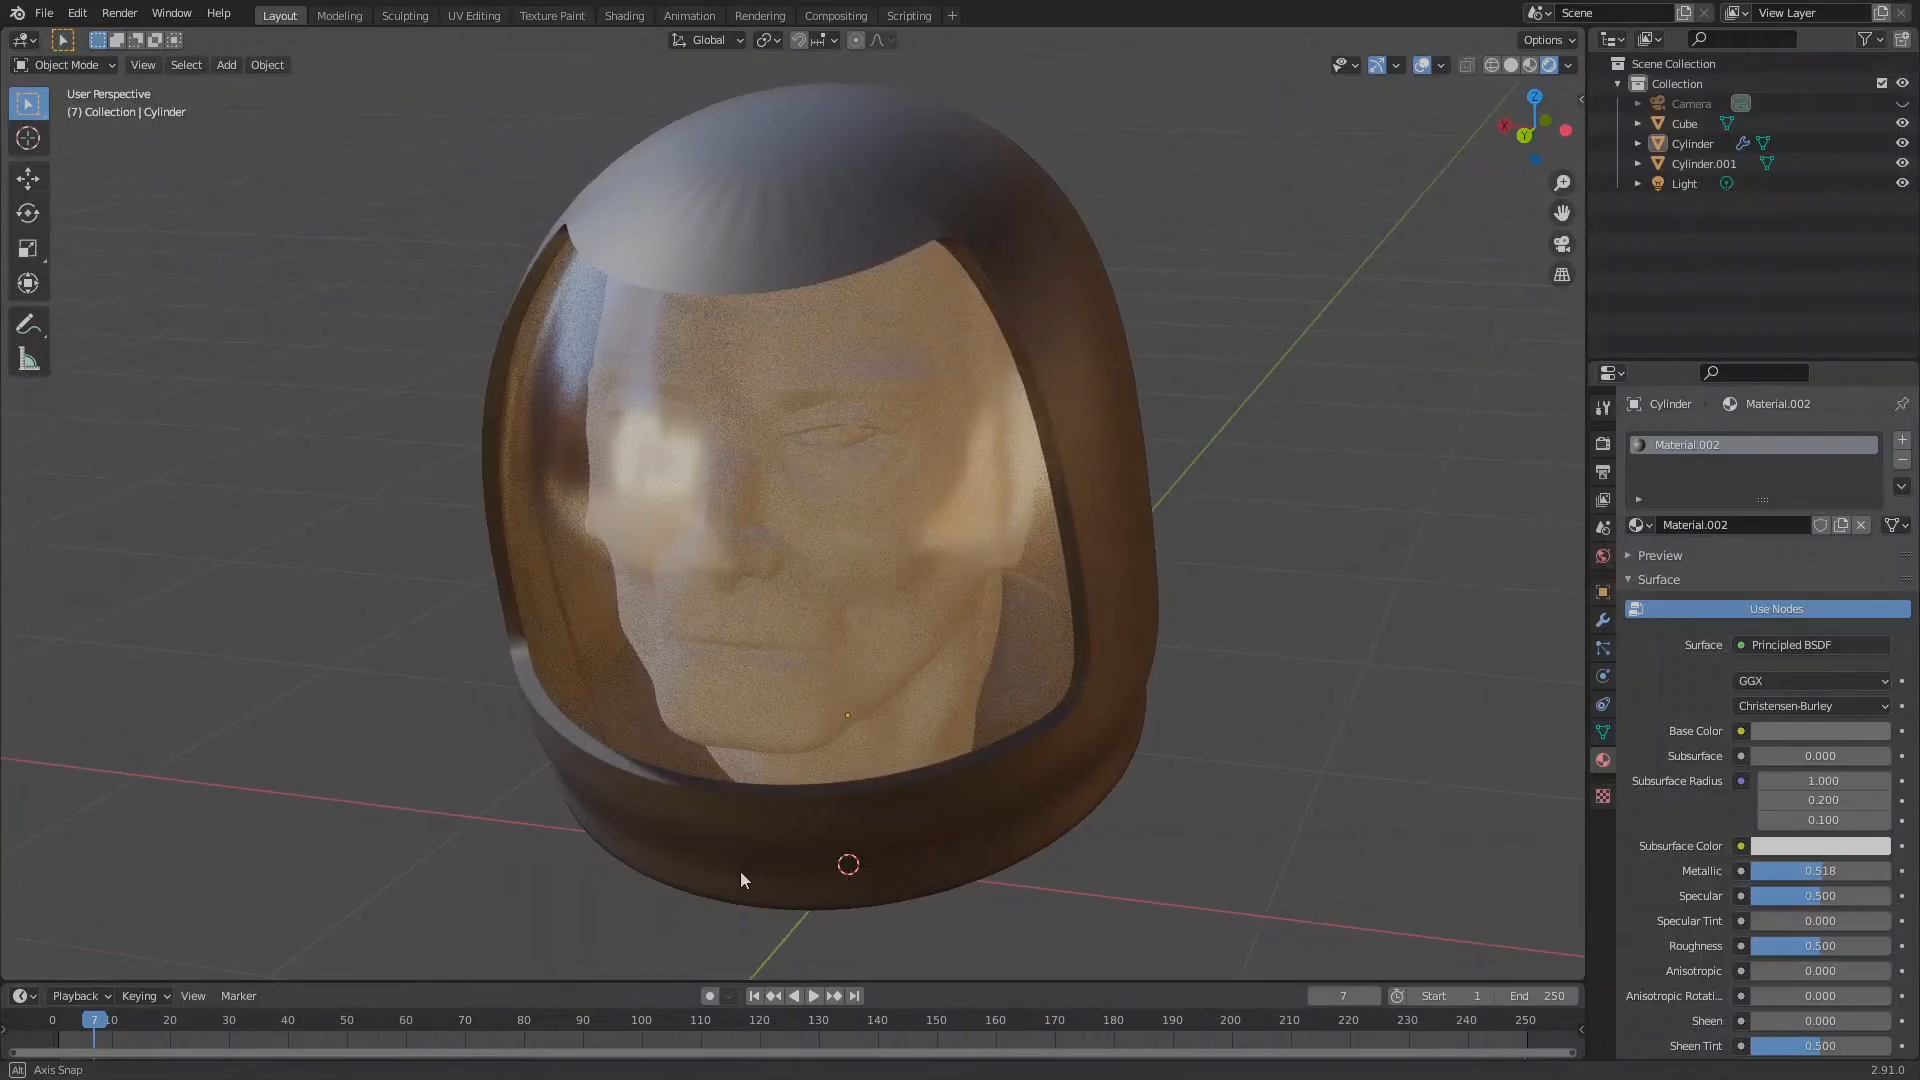 File Edit Render Window Help Layout Modeling Sculpting UV Editing Texture Paint Shading Animation Rendering Compositing Scripting + Scene View Layer
Global Options
Object Mode View Select Add Object
User Perspective
(7) Collection | Cylinder
Z
X
Y
Scene Collection
Collection
Camera
Cube
Cylinder
Cylinder.001
Light
Cylinder Material.002
Material.002
Material.002
Preview
Surface
Use Nodes
Surface Principled BSDF
GGX
Christensen-Burley
Base Color
Subsurface 0.000
Subsurface Radius 1.000
0.200
0.100
Subsurface Color
Metallic 0.518
Specular 0.500
Specular Tint 0.000
Roughness 0.500
Anisotropic 0.000
Anisotropic Rotati... 0.000
Sheen 0.000
Sheen Tint 0.500
Playback Keying View Marker 7 Start 1 End 250
0 7 10 20 30 40 50 60 70 80 90 100 110 120 130 140 150 160 170 180 190 200 210 220 230 240 250
Alt Axis Snap 2.91.0